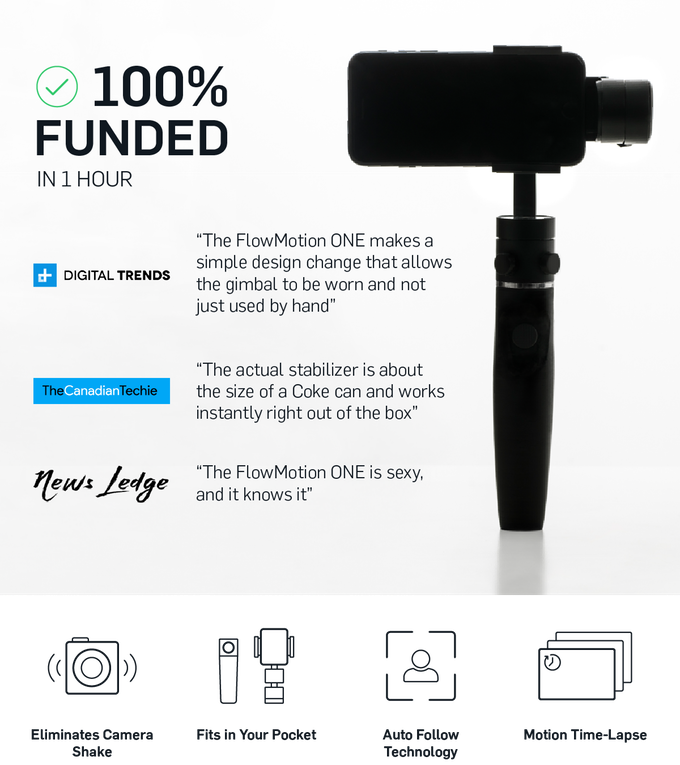 100%
FUNDED
IN 1 HOUR
DIGITAL TRENDS
“The FlowMotion ONE makes a
simple design change that allows
the gimbal to be worn and not
just used by hand”
TheCanadianTechie
“The actual stabilizer is about
the size of a Coke can and works
instantly right out of the box”
News Ledge
“The FlowMotion ONE is sexy,
and it knows it”
Eliminates Camera
Shake
Fits in Your Pocket
Auto Follow
Technology
Motion Time-Lapse